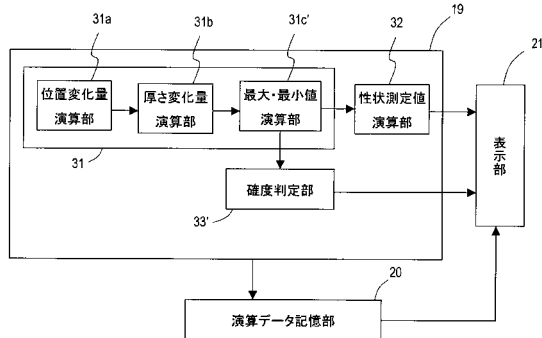 31a
31b
31c'
32
19
21
位置変化量
演算部
厚さ変化量
演算部
最大・最小値
演算部
性状測定値
演算部
表示部
31
確度判定部
33'
20
演算データ記憶部